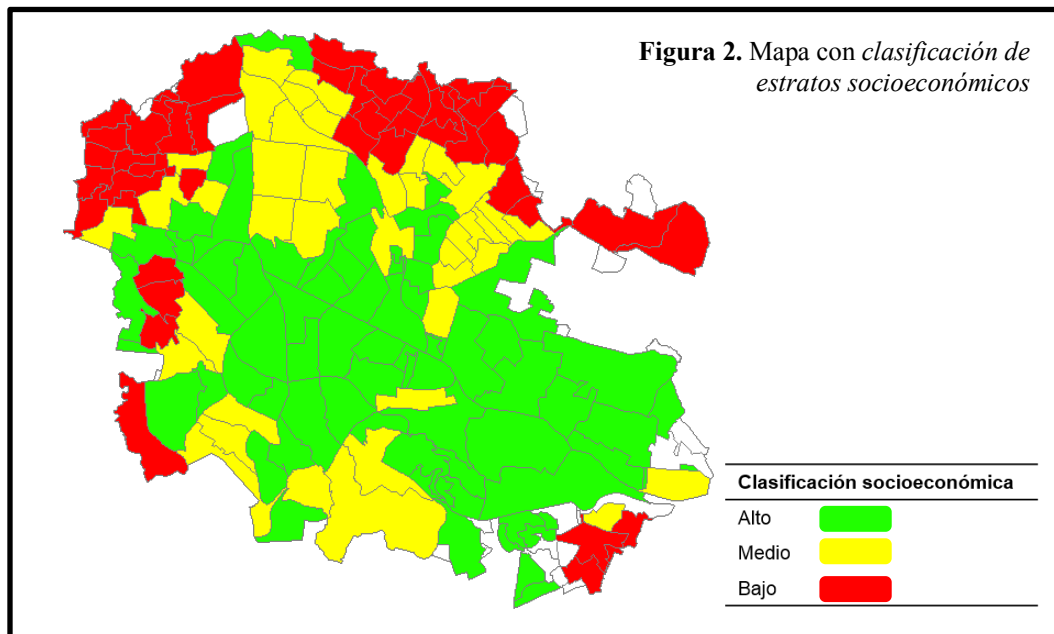 Figura 2. Mapa con clasificación de
estratos socioeconómicos
Clasificación socioeconómica
Alto
Medio
Bajo